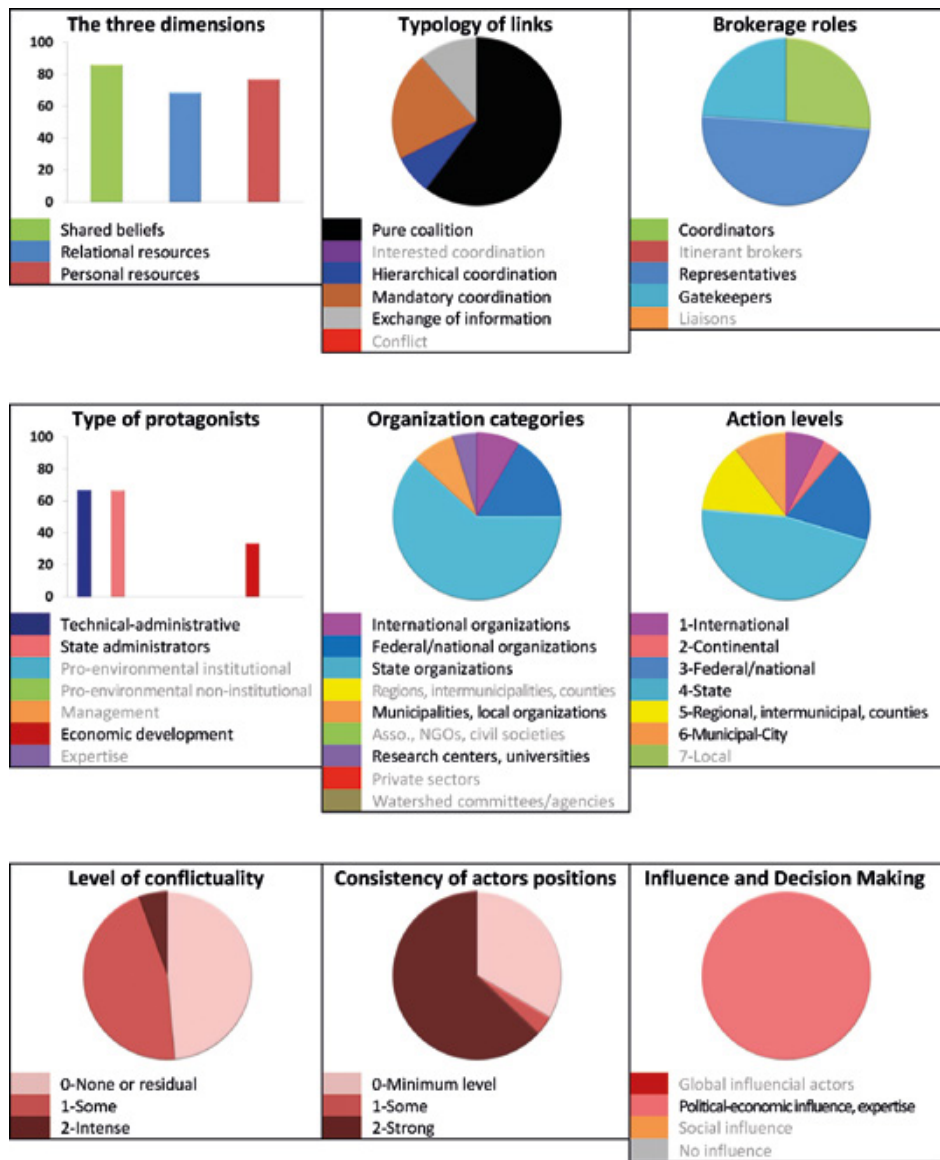 The three dimensions
100
80
60
40
20
0
Shared beliefs
Relational resources
Personal resources
Typology of links
Pure coalition
Interested coordination
Hierarchical coordination
Mandatory coordination
Exchange of information
Conflict
Brokerage roles
Coordinators
Itinerant brokers
Representatives
Gatekeepers
Liaisons
Type of protagonists
100
80
60
40
20
0
Technical-administrative
State administrators
Pro-environmental institutional
Pro-environmental non-institutional
Management
Economic development
Expertise
Organization categories
International organizations
Federal/national organizations
State organizations
Regions, intermunicipalities, counties
Municipalities, local organizations
Asso., NGOs, civil societies
Research centers, universities
Private sectors
Watershed committees/agencies
Action levels
1-International
2-Continental
3-Federal/national
4-State
5-Regional, intermunicipal, counties
6-Municipal-City
7-Local
Level of conflictuality
0-None or residual
1-Some
2-Intense
Consistency of actors positions
0-Minimum level
1-Some
2-Strong
Influence and Decision Making
Global influencial actors
Political-economic influence, expertise
Social influence
No influence